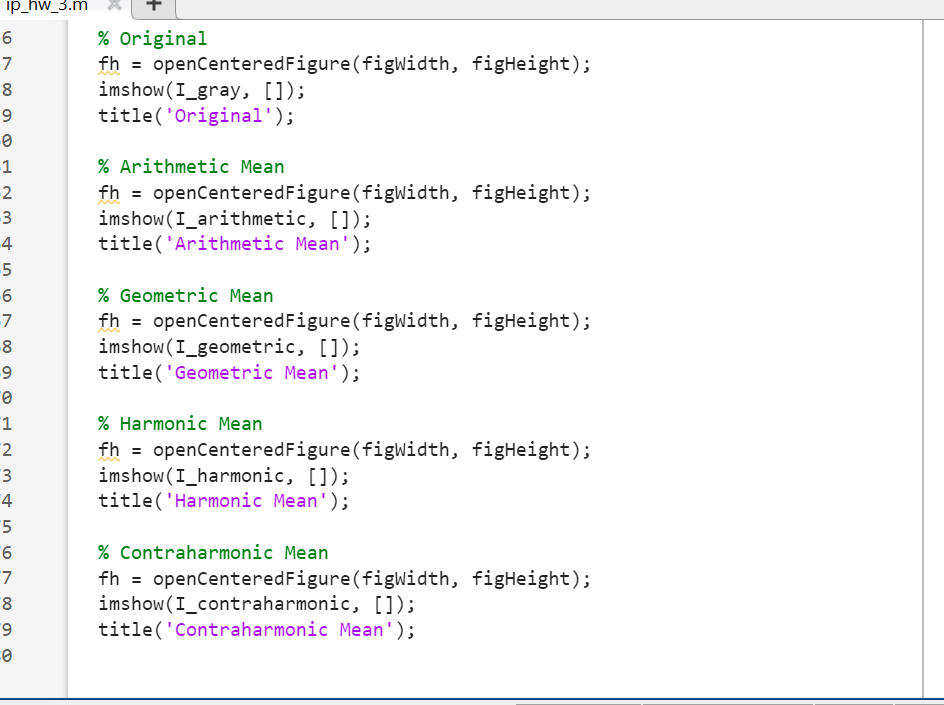 ip_hw_3.m
6 % Original
7 fh = openCenteredFigure(figWidth, figHeight);
8 imshow(I_gray, []);
9 title('Original');
0
1 % Arithmetic Mean
2 fh = openCenteredFigure(figWidth, figHeight);
3 imshow(I_arithmetic, []);
4 title('Arithmetic Mean');
5
6 % Geometric Mean
7 fh = openCenteredFigure(figWidth, figHeight);
8 imshow(I_geometric, []);
9 title('Geometric Mean');
0
1 % Harmonic Mean
2 fh = openCenteredFigure(figWidth, figHeight);
3 imshow(I_harmonic, []);
4 title('Harmonic Mean');
5
6 % Contraharmonic Mean
7 fh = openCenteredFigure(figWidth, figHeight);
8 imshow(I_contraharmonic, []);
9 title('Contraharmonic Mean');
0